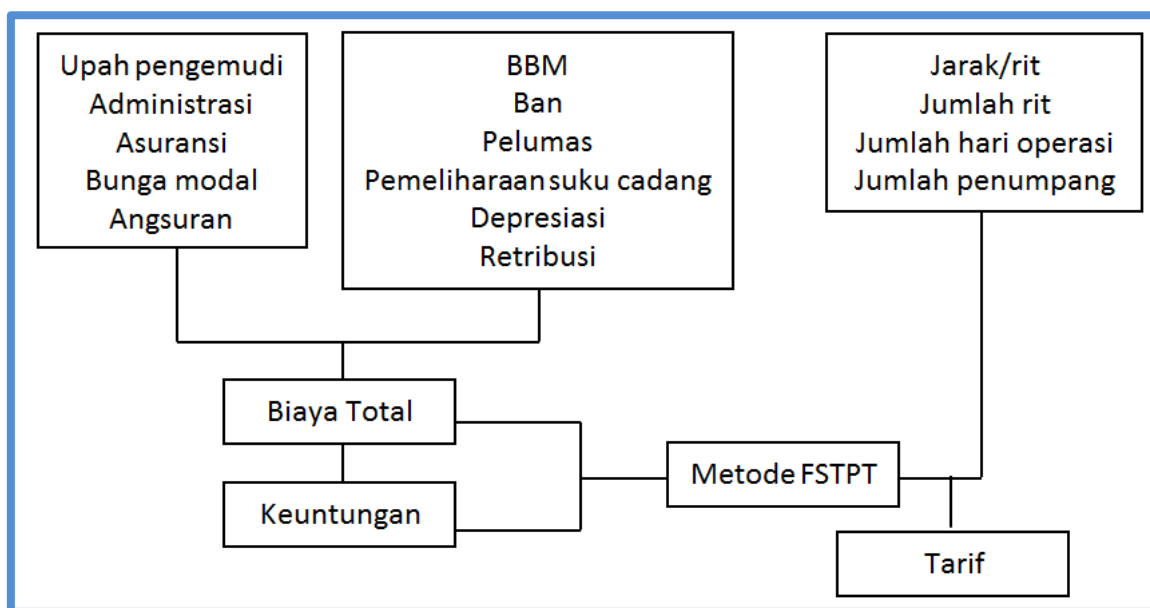 Upah pengemudi
Administrasi
Asuransi
Bunga modal
Angsuran
BBM
Ban
Pelumas
Pemeliharaan suku cadang
Depresiasi
Retribusi
Jarak/rit
Jumlah rit
Jumlah hari operasi
Jumlah penumpang
Biaya Total
Keuntungan
Metode FSTPT
Tarif